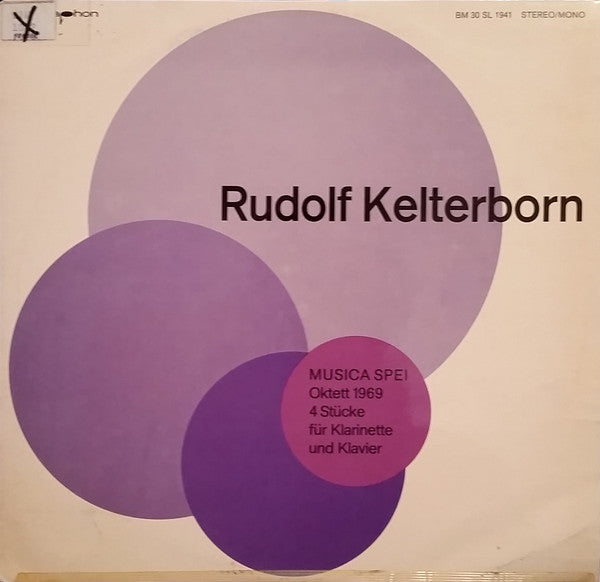 BM 30 SL 1941 STEREO/MONO
Rudolf Kelterborn
MUSICA SPEI
Oktett 1969
4 Stücke
für Klarinette
und Klavier